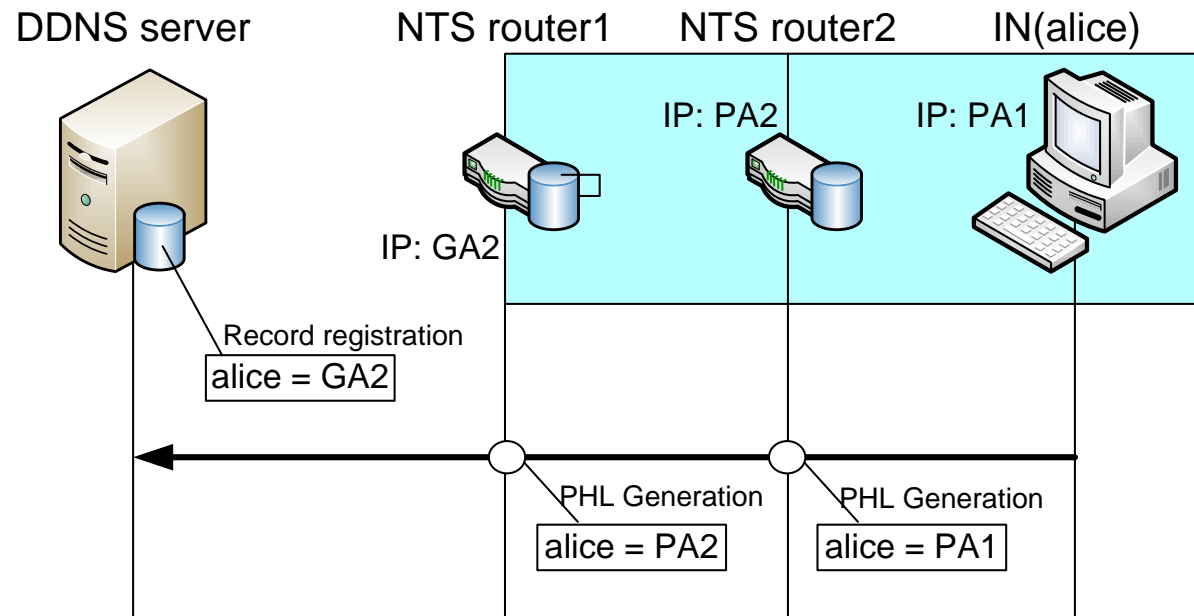 DDNS server
NTS router1
NTS router2
IN(alice)
IP: PA2
IP: PA1
IP: GA2
Record registration
alice = GA2
PHL Generation
alice = PA2
PHL Generation
alice = PA1